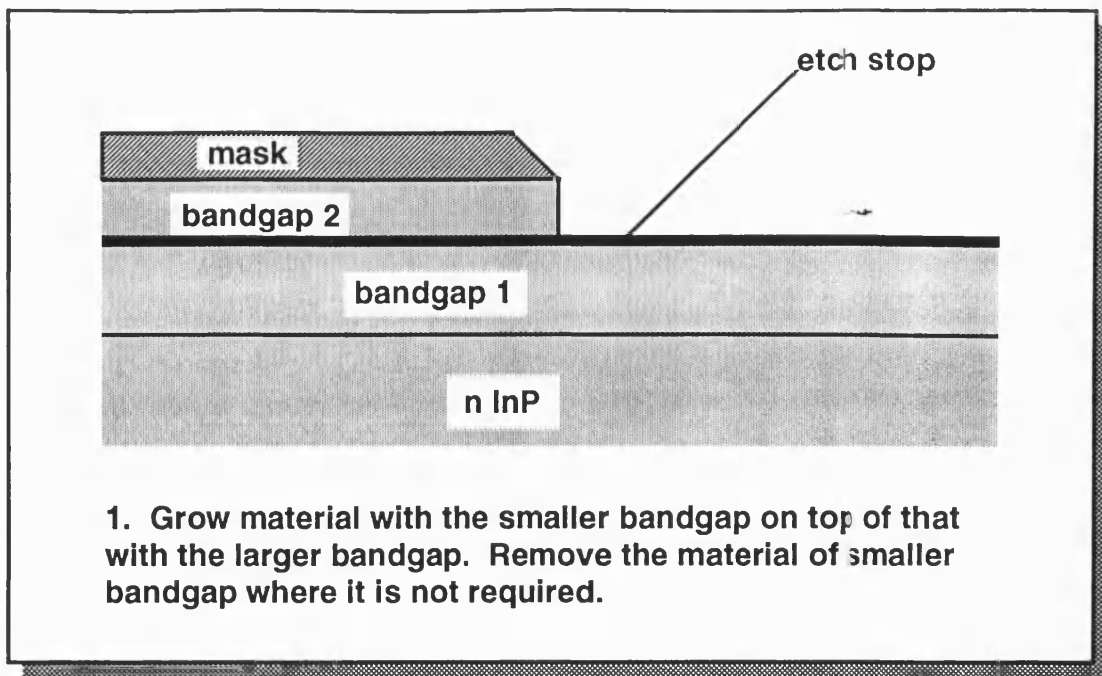 etch stop
mask
bandgap 2
bandgap 1
n InP
1. Grow material with the smaller bandgap on top of that
with the larger bandgap. Remove the material of smaller
bandgap where it is not required.